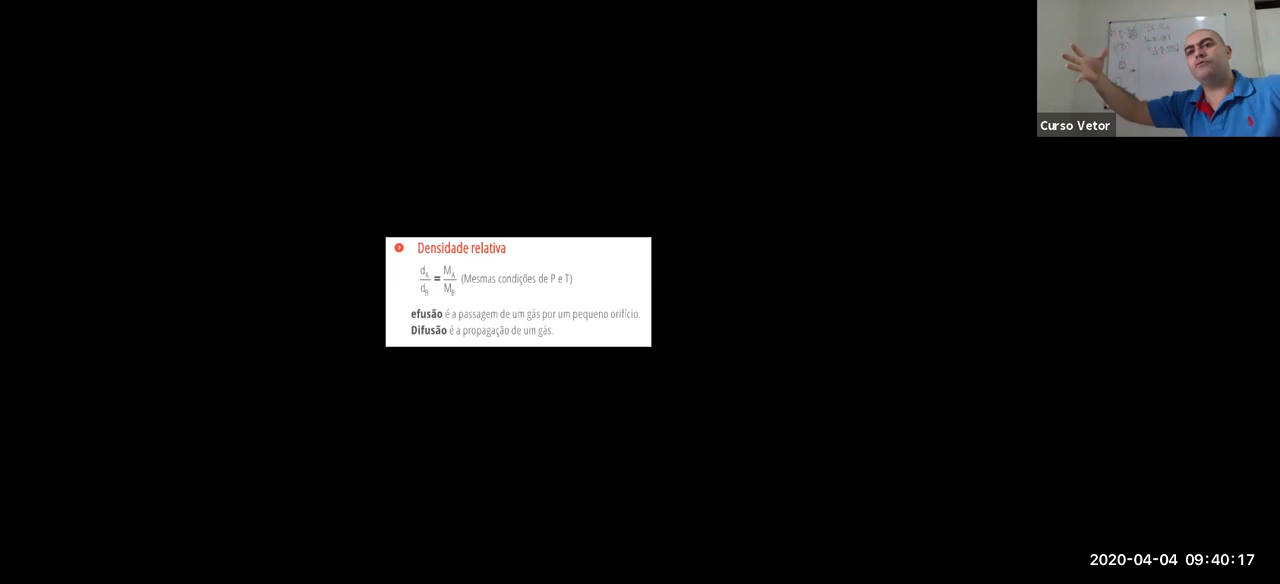 Curso Vetor
Densidade relativa
dA/dB = MA/MB (Mesmas condições de P e T)
efusão é a passagem de um gás por um pequeno orifício.
Difusão é a propagação de um gás.
2020-04-04 09:40:17